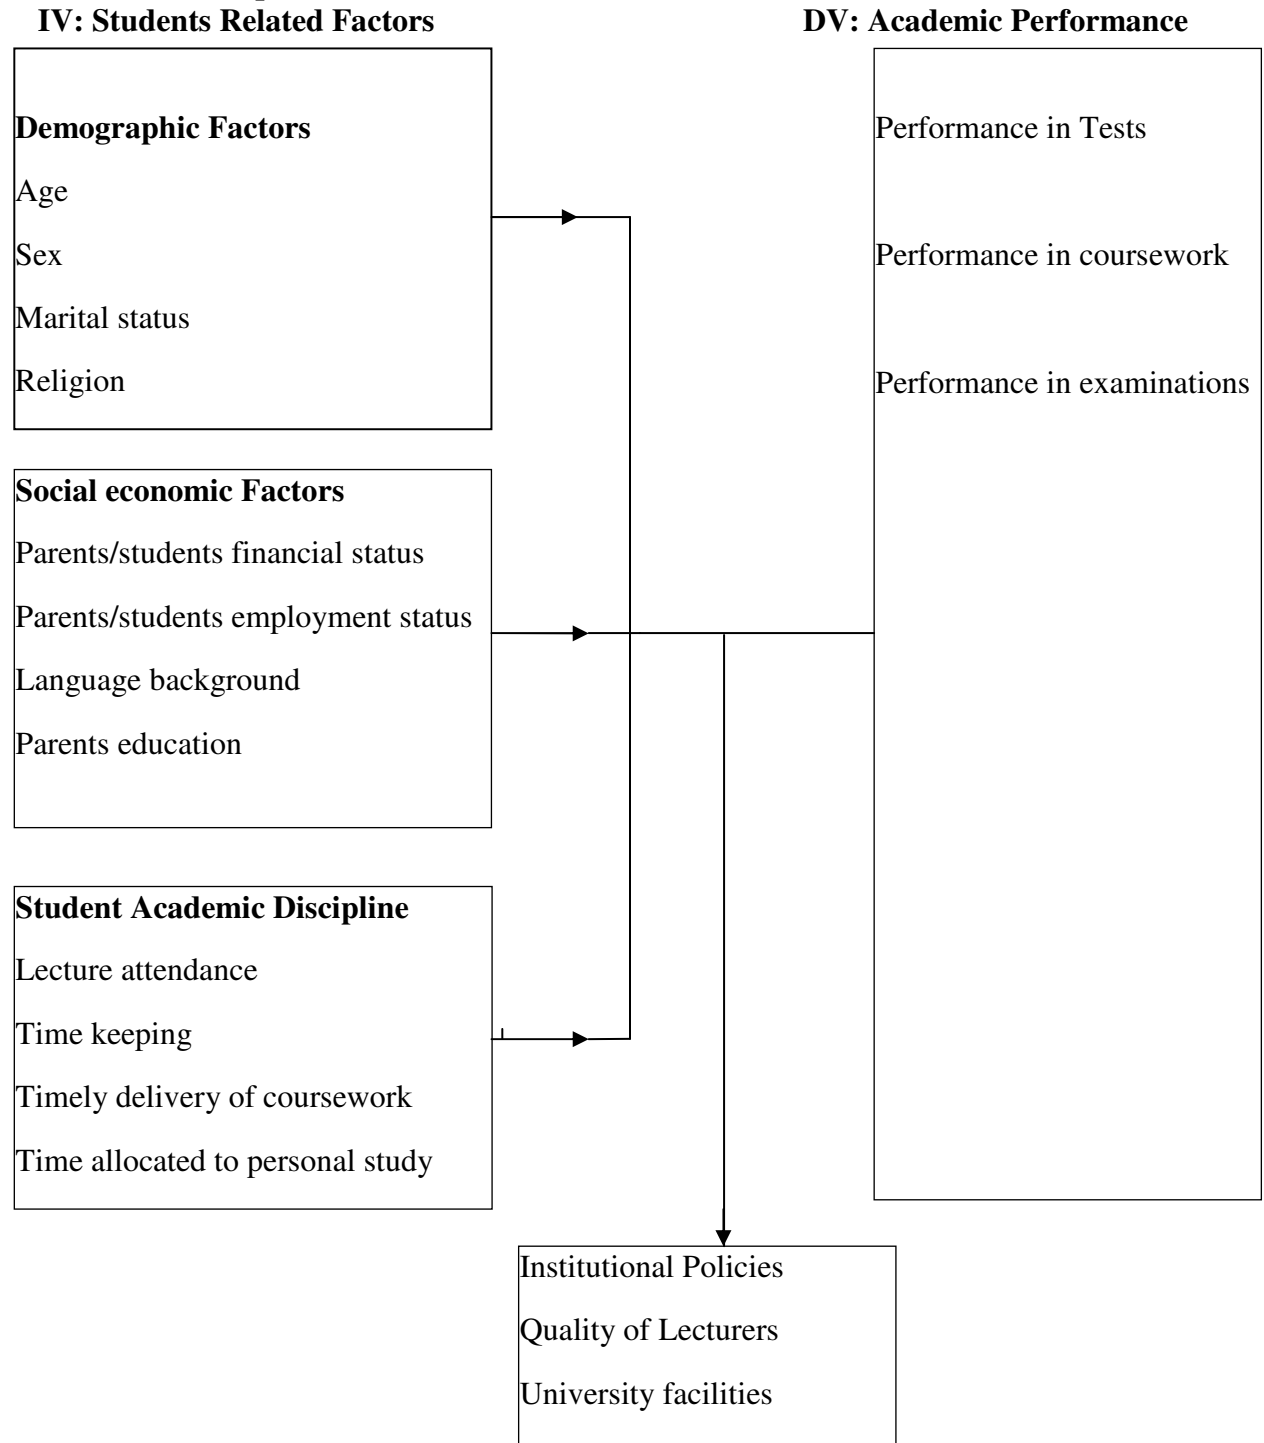 IV: Students Related Factors
DV: Academic Performance
Demographic Factors
Age
Sex
Marital status
Religion
Social economic Factors
Parents/students financial status
Parents/students employment status
Language background
Parents education
Student Academic Discipline
Lecture attendance
Time keeping
Timely delivery of coursework
Time allocated to personal study
Performance in Tests
Performance in coursework
Performance in examinations
Institutional Policies
Quality of Lecturers
University facilities